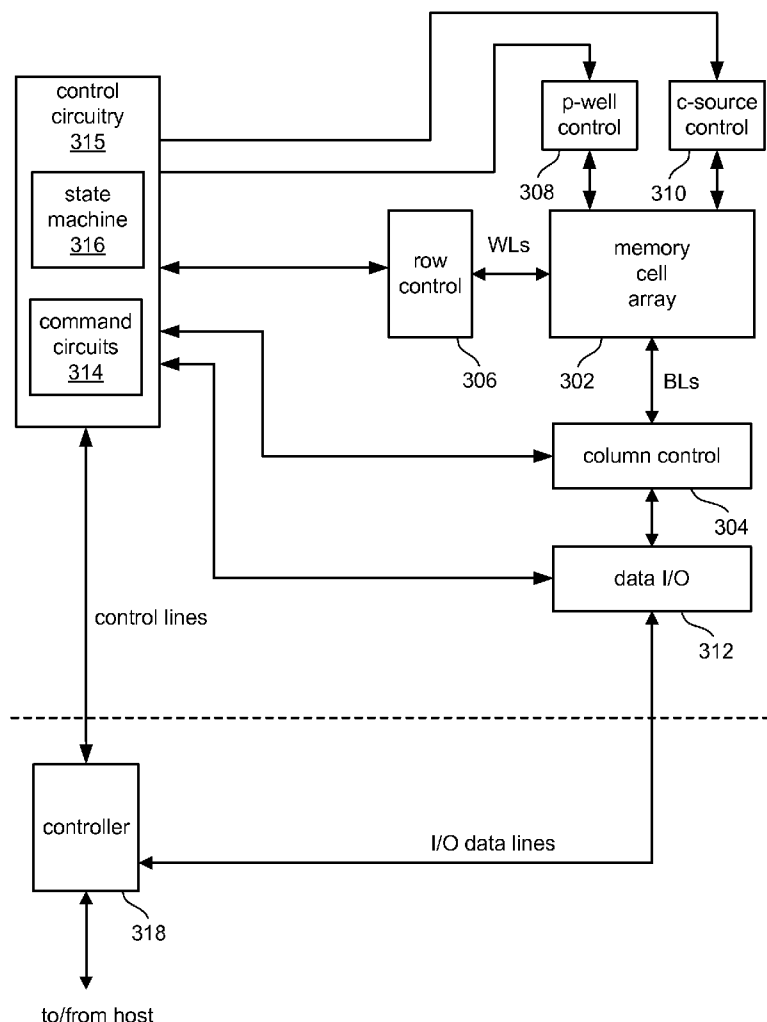 control
circuitry
315
state
machine
316
command
circuits
314
p-well
control
308
c-source
control
310
row
control
306
WLs
memory
cell
array
302
BLs
column control
304
data I/O
312
control lines
controller
318
I/O data lines
to/from host